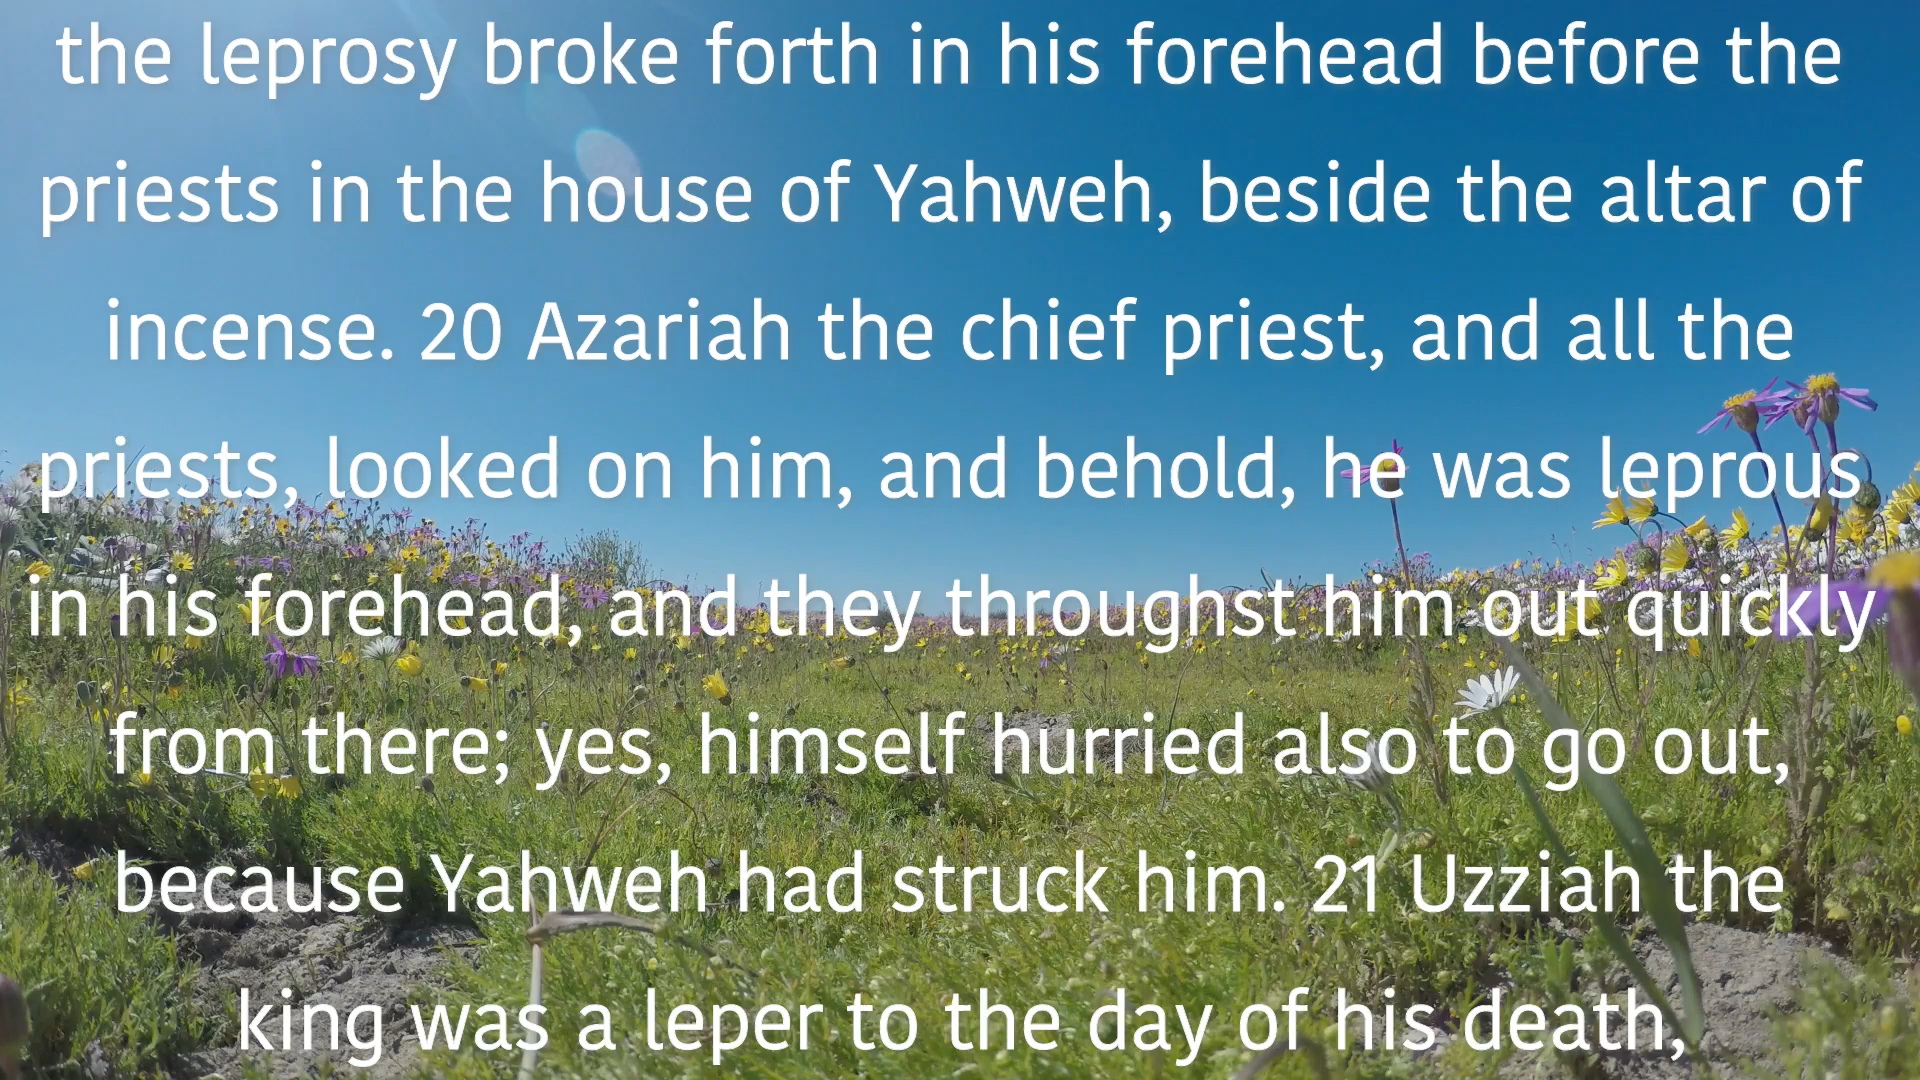 the leprosy broke forth in his forehead before the
priests in the house of Yahweh, beside the altar of
incense. 20 Azariah the chief priest, and all the
priests, looked on him, and behold, he was leprous
in his forehead, and they throughst him out quickly
from there; yes, himself hurried also to go out,
because Yahweh had struck him. 21 Uzziah the
king was a leper to the day of his death,